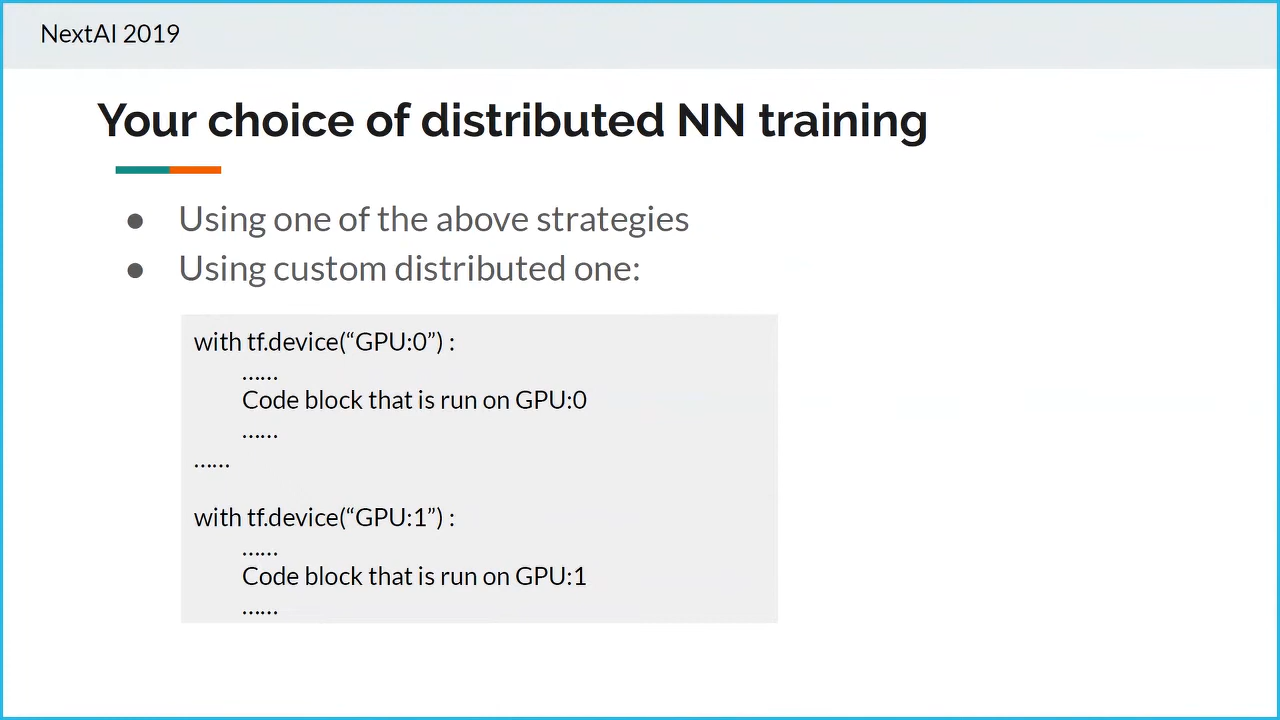 NextAI 2019
Your choice of distributed NN training
● Using one of the above strategies
● Using custom distributed one:
with tf.device(“GPU:0”) :
……
Code block that is run on GPU:0
……
……
with tf.device(“GPU:1”) :
……
Code block that is run on GPU:1
……